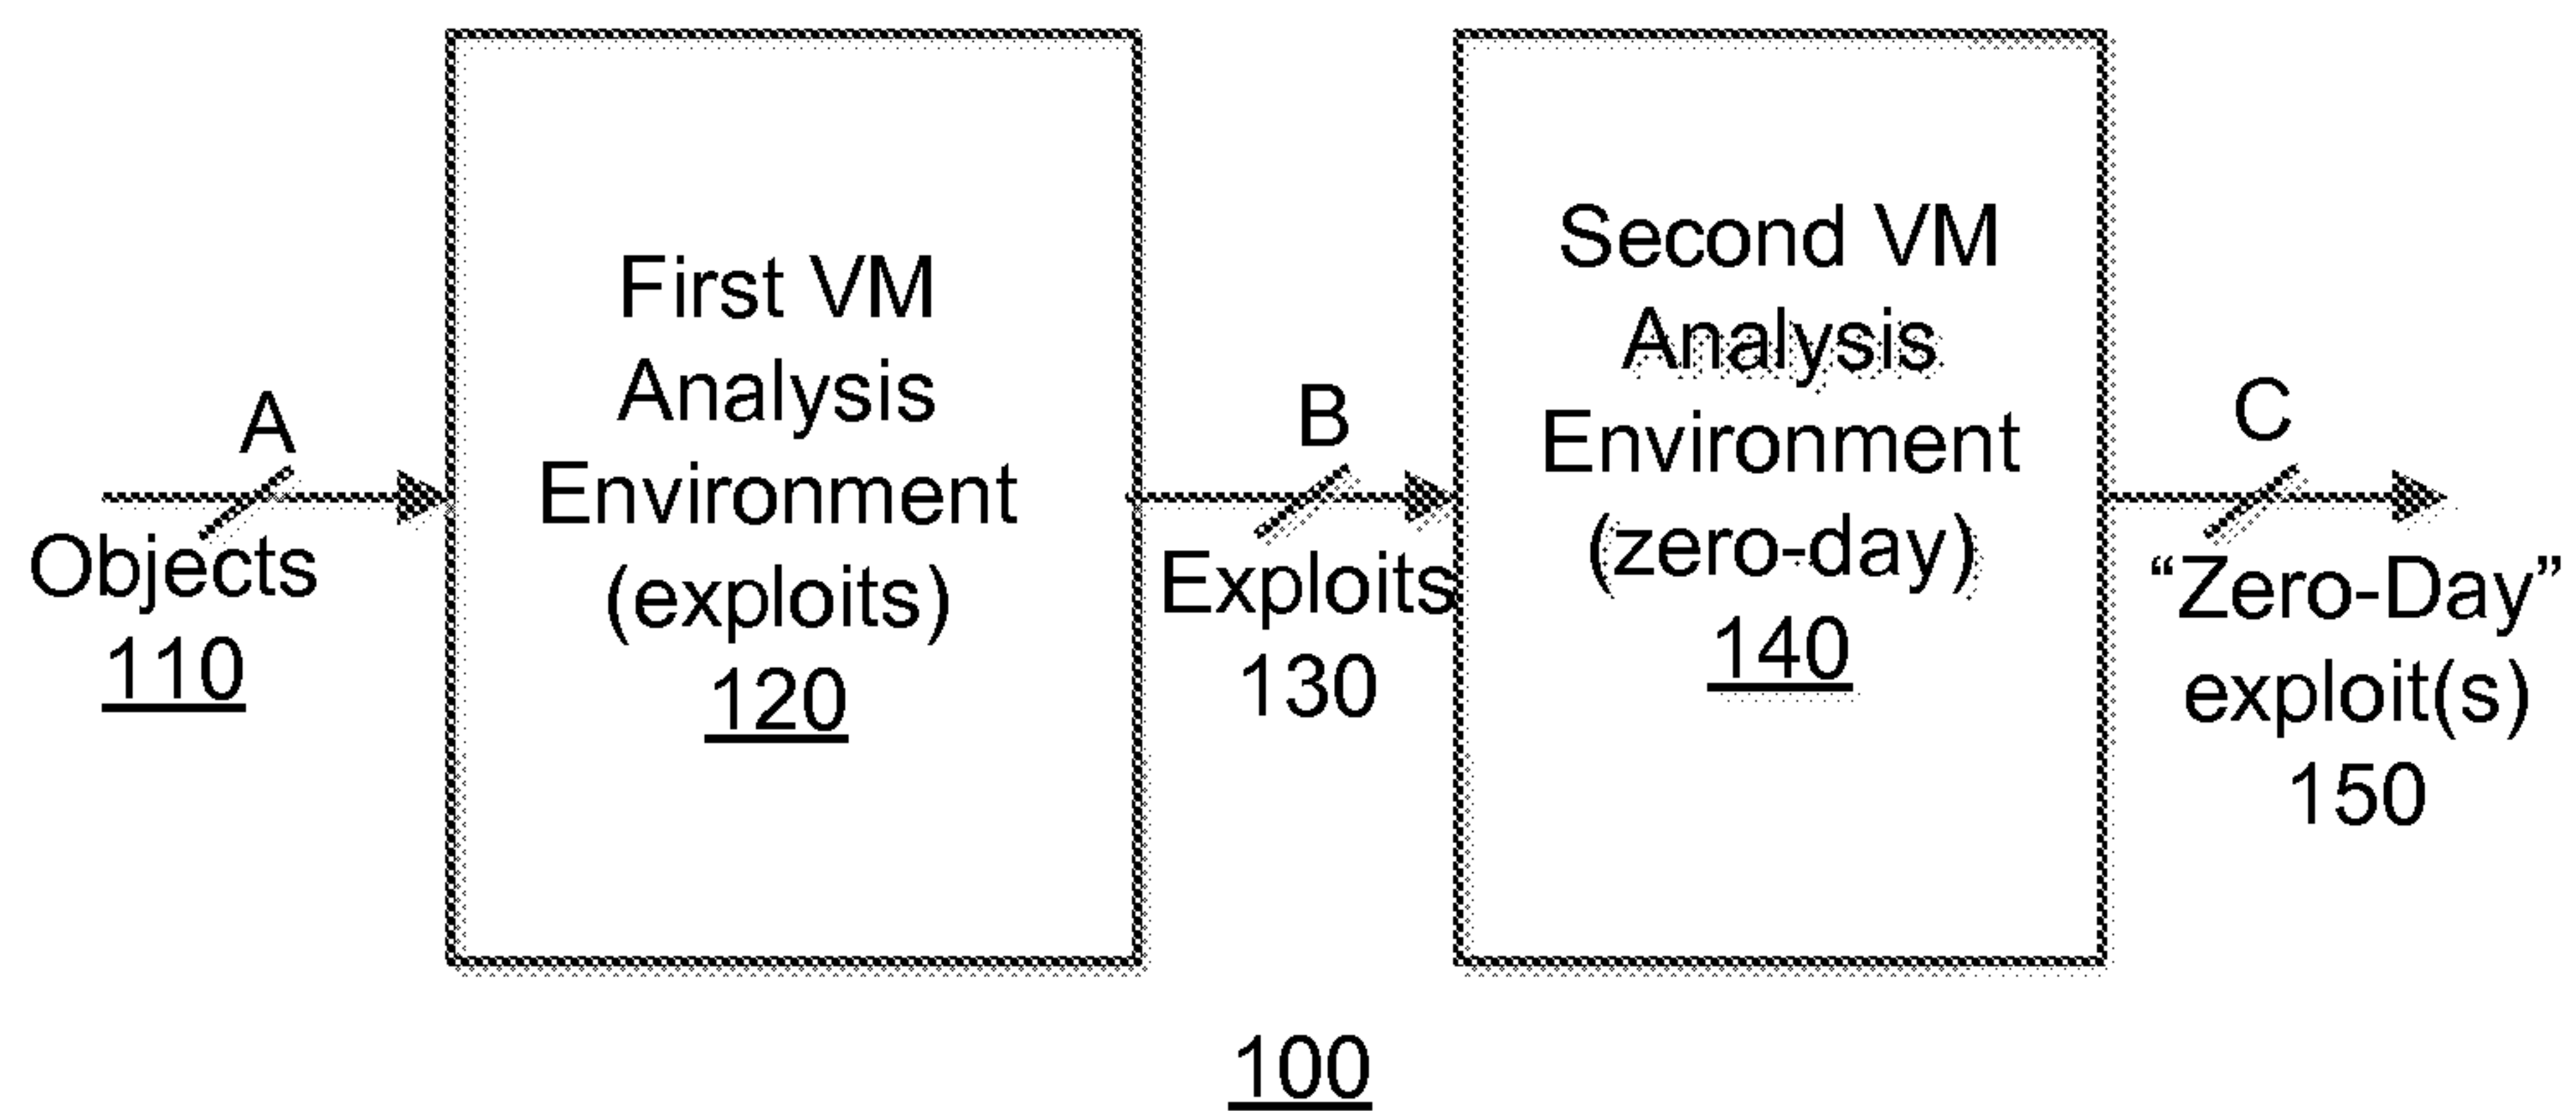 A
Objects
110
First VM
Analysis
Environment
(exploits)
120
B
Exploits
130
Second VM
Analysis
Environment
(zero-day)
140
C
“Zero-Day”
exploit(s)
150
100